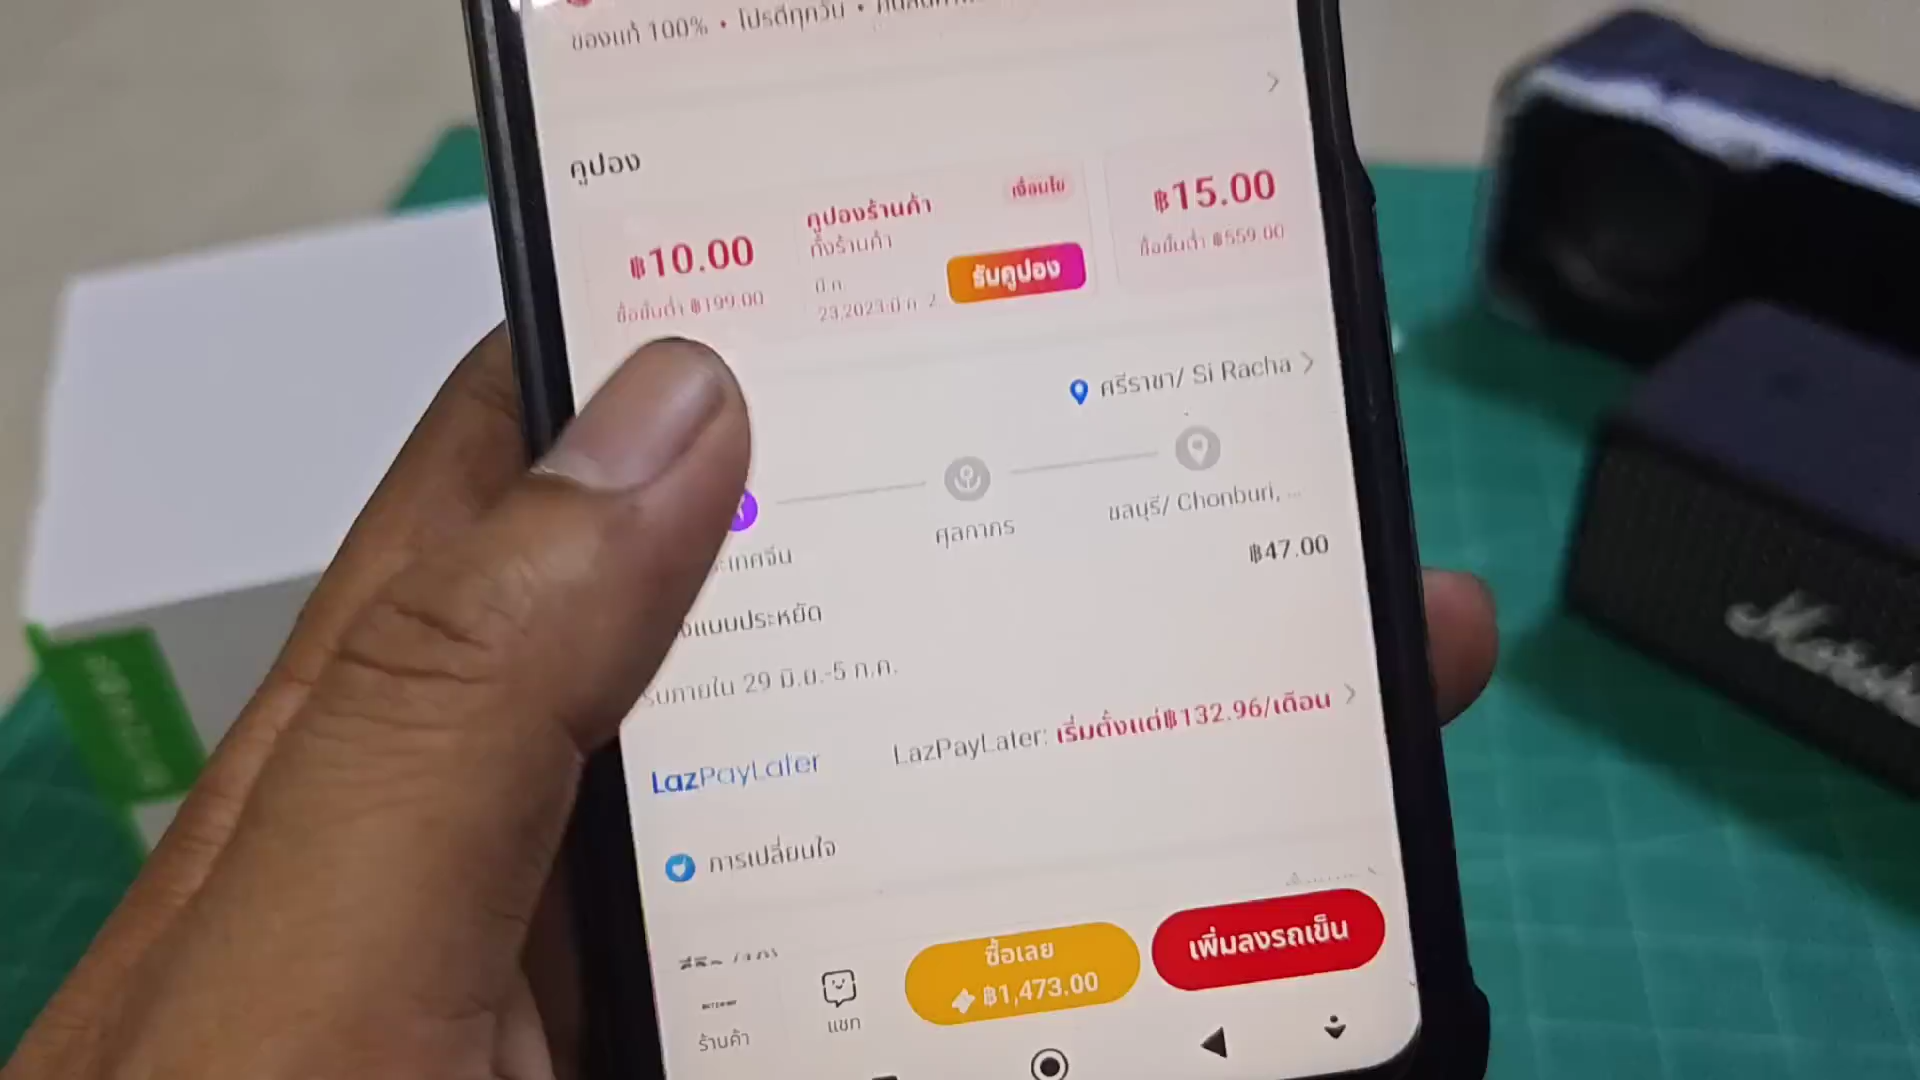 ของแท้ 100% • โปรดีทุกวัน •
คูปอง
฿10.00
ซื้อขั้นต่ำ ฿199.00
คูปองร้านค้า
ทั้งร้านค้า
เงื่อนไข
รับคูปอง
฿15.00
ซื้อขั้นต่ำ ฿559.00
ศรีราชา/ Si Racha
ศุลกากร
ชลบุรี/ Chonburi, ...
฿47.00
แบบประหยัด
รับภายใน 29 มิ.ย.-5 ก.ค.
LazPayLater
LazPayLater: เริ่มตั้งแต่฿132.96/เดือน
การเปลี่ยนใจ
ร้านค้า
แชท
ซื้อเลย
฿1,473.00
เพิ่มลงรถเข็น